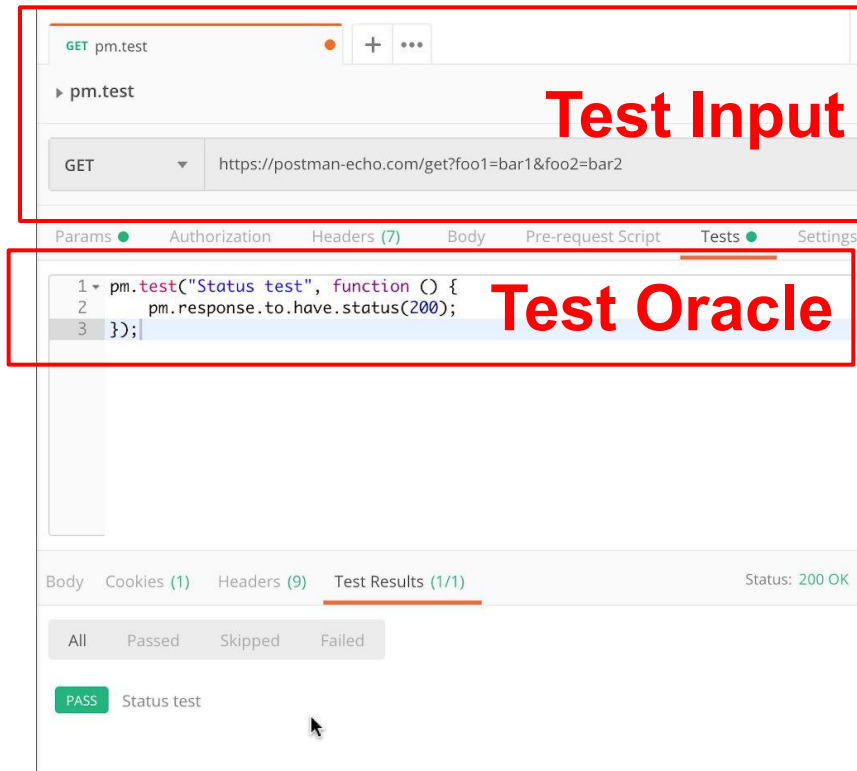 GET pm.test
+ •••
pm.test
Test Input
GET https://postman-echo.com/get?foo1=bar1&foo2=bar2
Params Authorization Headers (7) Body Pre-request Script Tests Settings
Test Oracle
1 pm.test("Status test", function () {
2 pm.response.to.have.status(200);
3 });
Body Cookies (1) Headers (9) Test Results (1/1) Status: 200 OK
All Passed Skipped Failed
PASS Status test